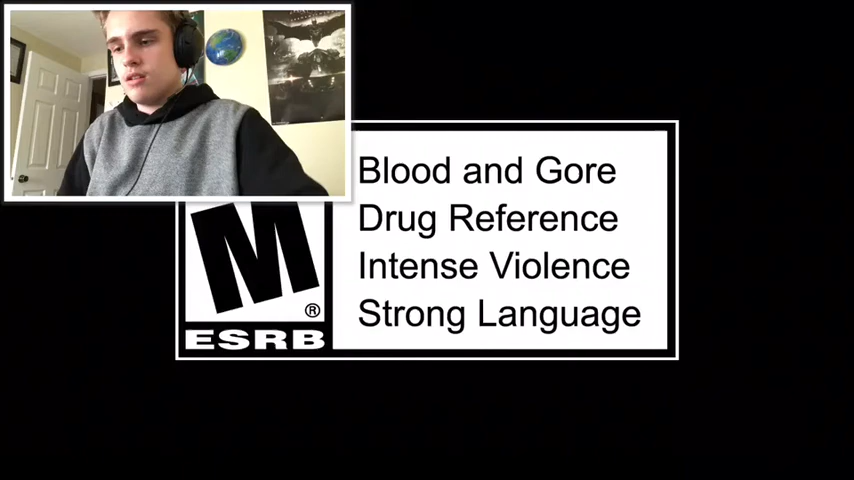 Blood and Gore
Drug Reference
Intense Violence
Strong Language
M
®
ESRB